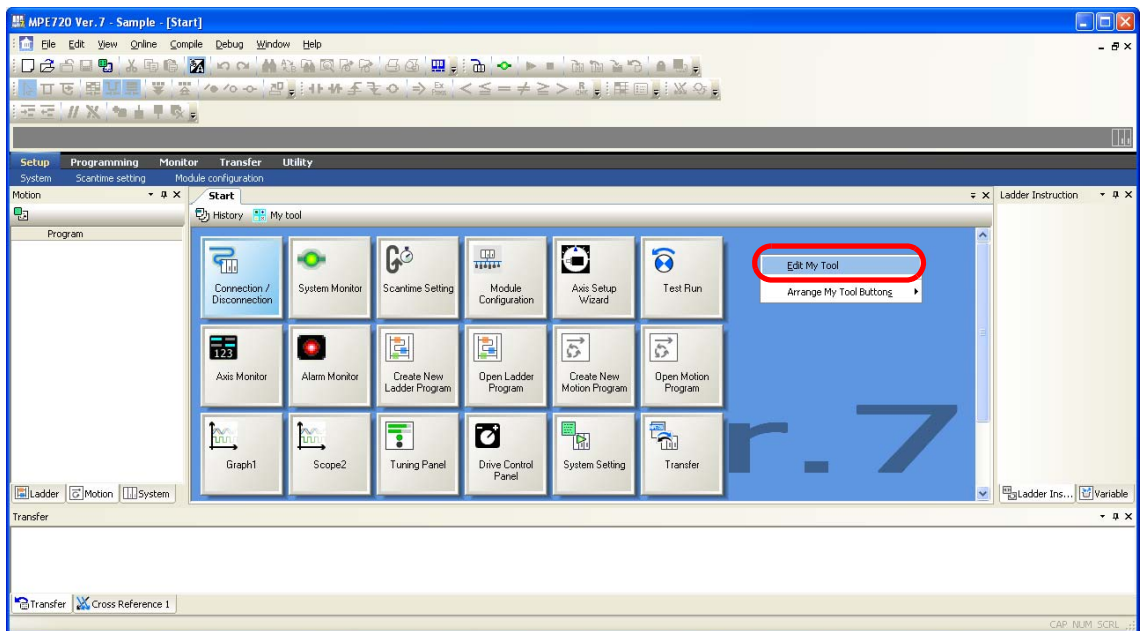 MPE720 Ver.7 - Sample - [Start]
File Edit View Online Compile Debug Window Help
Setup Programming Monitor Transfer Utility
System Scantime setting Module configuration
Motion
Start
Ladder Instruction
History My tool
Program
Connection /
Disconnection
System Monitor
Scantime Setting
Module
Configuration
Axis Setup
Wizard
Test Run
Edit My Tool
Arrange My Tool Buttons
123
Axis Monitor
Alarm Monitor
Create New
Ladder Program
Open Ladder
Program
Create New
Motion Program
Open Motion
Program
Graph1
Scope2
Tuning Panel
Drive Control
Panel
System Setting
Transfer
r.7
Ladder Motion System
Ladder Ins... Variable
Transfer
Transfer Cross Reference 1
CAP NUM SCRL